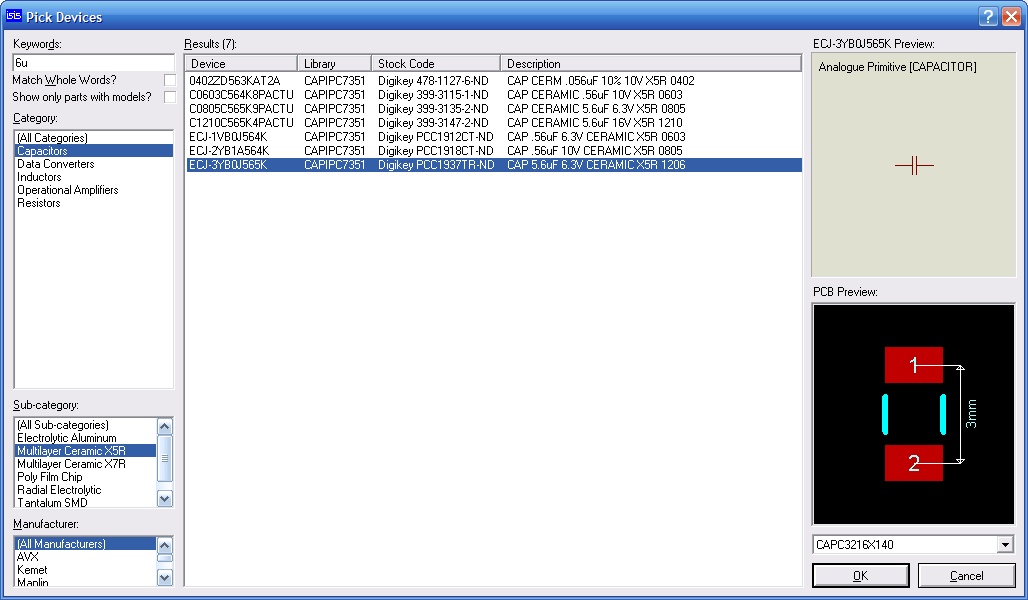 isis Pick Devices
Keywords:
6u
Match Whole Words?
Show only parts with models?
Category:
(All Categories)
Capacitors
Data Converters
Inductors
Operational Amplifiers
Resistors
Sub-category:
(All Sub-categories)
Electrolytic Aluminum
Multilayer Ceramic X5R
Multilayer Ceramic X7R
Poly Film Chip
Radial Electrolytic
Tantalum SMD
Manufacturer:
(All Manufacturers)
AVX
Kemet
Maplin
Results (7):
Device Library Stock Code Description
0402ZD563KAT2A CAPIPC7351 Digikey 478-1127-6-ND CAP CERM .056uF 10% 10V X5R 0402
C0603C564K8PACTU CAPIPC7351 Digikey 399-3115-1-ND CAP CERAMIC .56uF 10V X5R 0603
C0805C565K9PACTU CAPIPC7351 Digikey 399-3135-2-ND CAP CERAMIC 5.6uF 6.3V X5R 0805
C1210C565K4PACTU CAPIPC7351 Digikey 399-3147-2-ND CAP CERAMIC 5.6uF 16V X5R 1210
ECJ-1VB0J564K CAPIPC7351 Digikey PCC1912CT-ND CAP .56uF 6.3V CERAMIC X5R 0603
ECJ-2YB1A564K CAPIPC7351 Digikey PCC1918CT-ND CAP .56uF 10V CERAMIC X5R 0805
ECJ-3YB0J565K CAPIPC7351 Digikey PCC1937TR-ND CAP 5.6uF 6.3V CERAMIC X5R 1206
ECJ-3YB0J565K Preview:
Analogue Primitive [CAPACITOR]
PCB Preview:
1
3mm
2
CAPC3216X140
OK Cancel